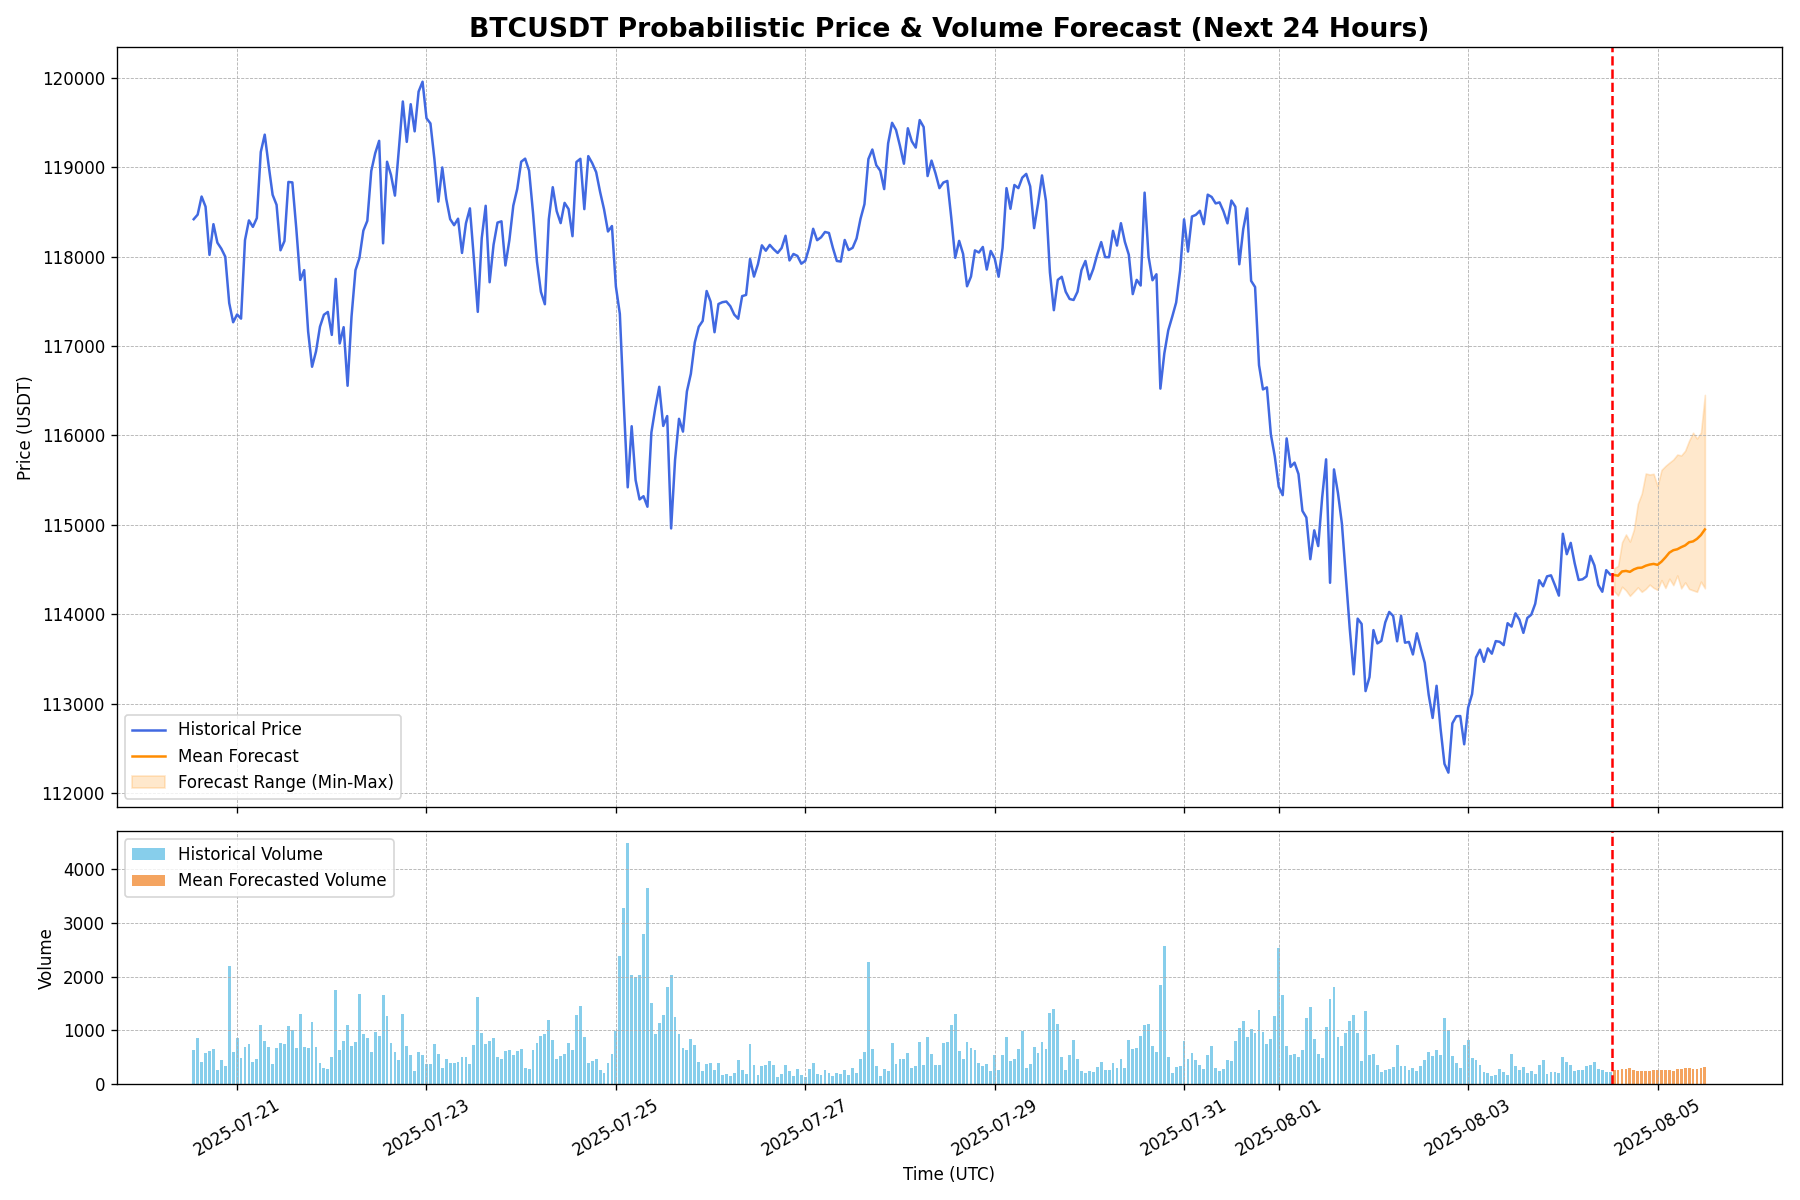 BTCUSDT Probabilistic Price & Volume Forecast (Next 24 Hours)
120000
119000
118000
117000
116000
115000
114000
113000
112000
Price (USDT)
Historical Price
Mean Forecast
Forecast Range (Min-Max)
Historical Volume
Mean Forecasted Volume
4000
3000
2000
1000
0
Volume
2025-07-21
2025-07-23
2025-07-25
2025-07-27
2025-07-29
2025-07-31
2025-08-01
2025-08-03
2025-08-05
Time (UTC)